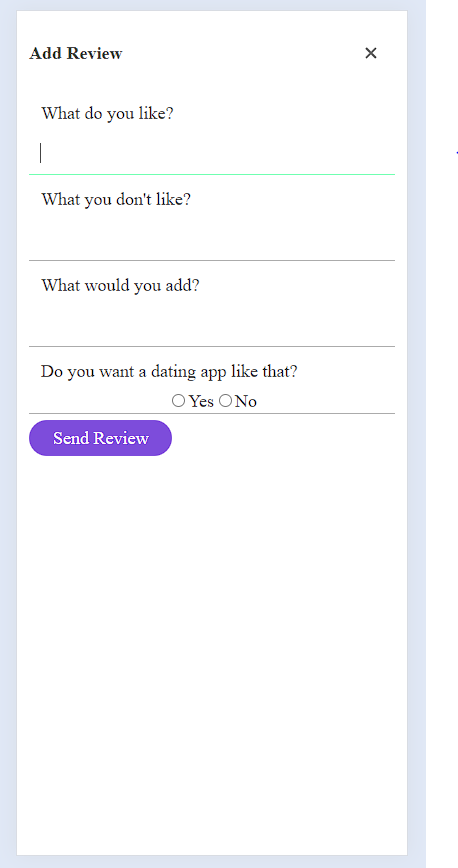 Add Review ×
What do you like?
What you don't like?
What would you add?
Do you want a dating app like that?
Yes No
Send Review